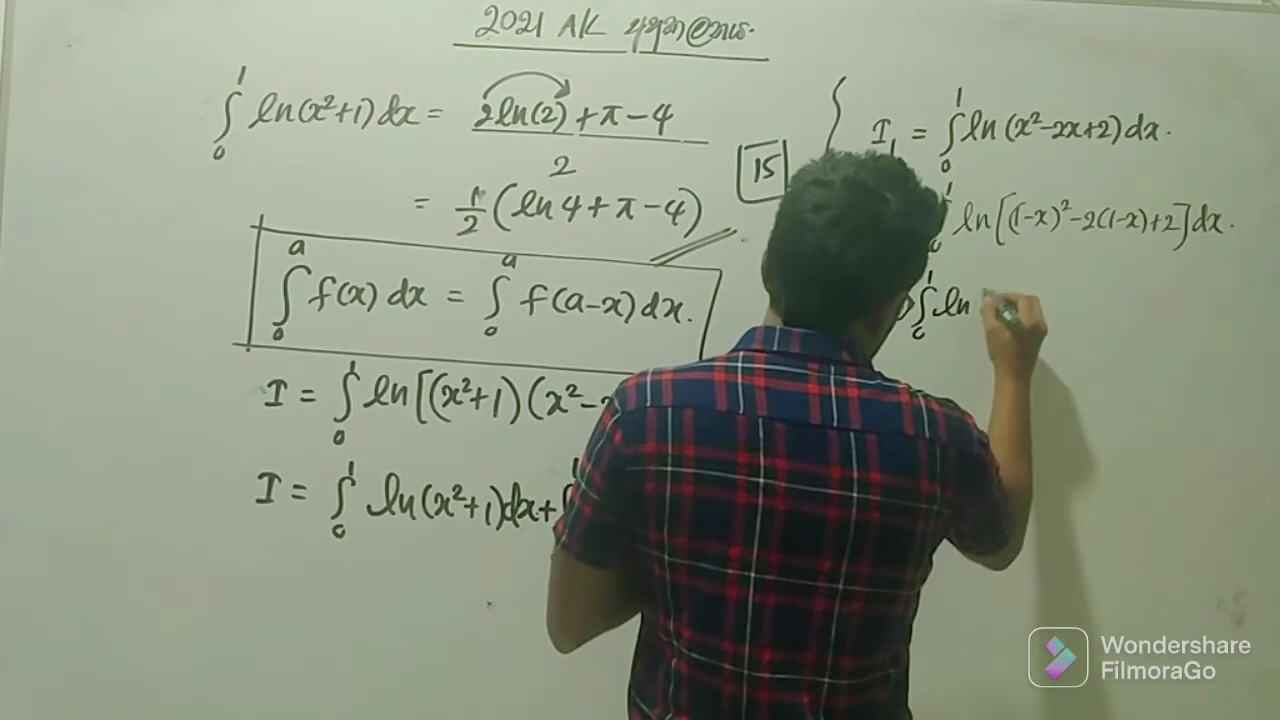 2021 AK
∫₀¹ ln(x²+1) dx = (2ln(2) + π - 4) / 2
= 1/2 (ln 4 + π - 4)
15
∫₀ᵃ f(x) dx = ∫₀ᵃ f(a-x) dx.
I = ∫₀¹ ln[(x²+1)(x²-
I = ∫₀¹ ln(x²+1)dx +
I₁ = ∫₀¹ ln(x²-2x+2)dx.
ln[(1-x)²-2(1-x)+2]dx.
∫₀¹ ln
Wondershare
FilmoraGo